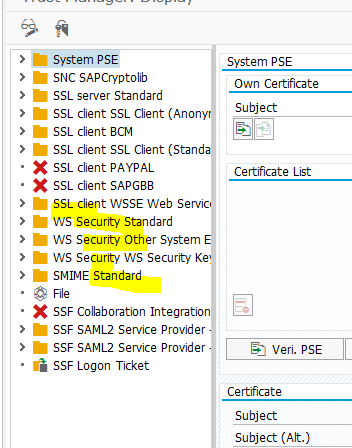 Trust Manager: Display
System PSE
SNC SAPCryptolib
SSL server Standard
SSL client SSL Client (Anonym
SSL client BCM
SSL client SSL Client (Standa
SSL client PAYPAL
SSL client SAPGBB
SSL client WSSE Web Service
WS Security Standard
WS Security Other System E
WS Security WS Security Key
SMIME Standard
File
SSF Collaboration Integration
SSF SAML2 Service Provider -
SSF SAML2 Service Provider -
SSF Logon Ticket
System PSE
Own Certificate
Subject
Certificate List
Veri. PSE
Certificate
Subject
Subject (Alt.)